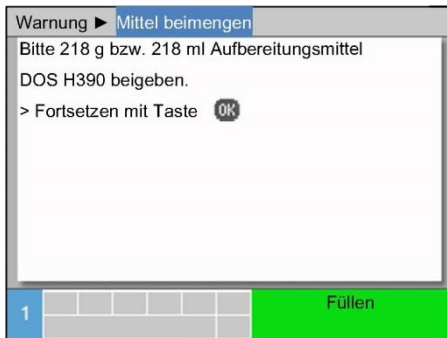 Warnung ► Mittel beimengen
Bitte 218 g bzw. 218 ml Aufbereitungsmittel
DOS H390 beigeben.
> Fortsetzen mit Taste OK
1
Füllen